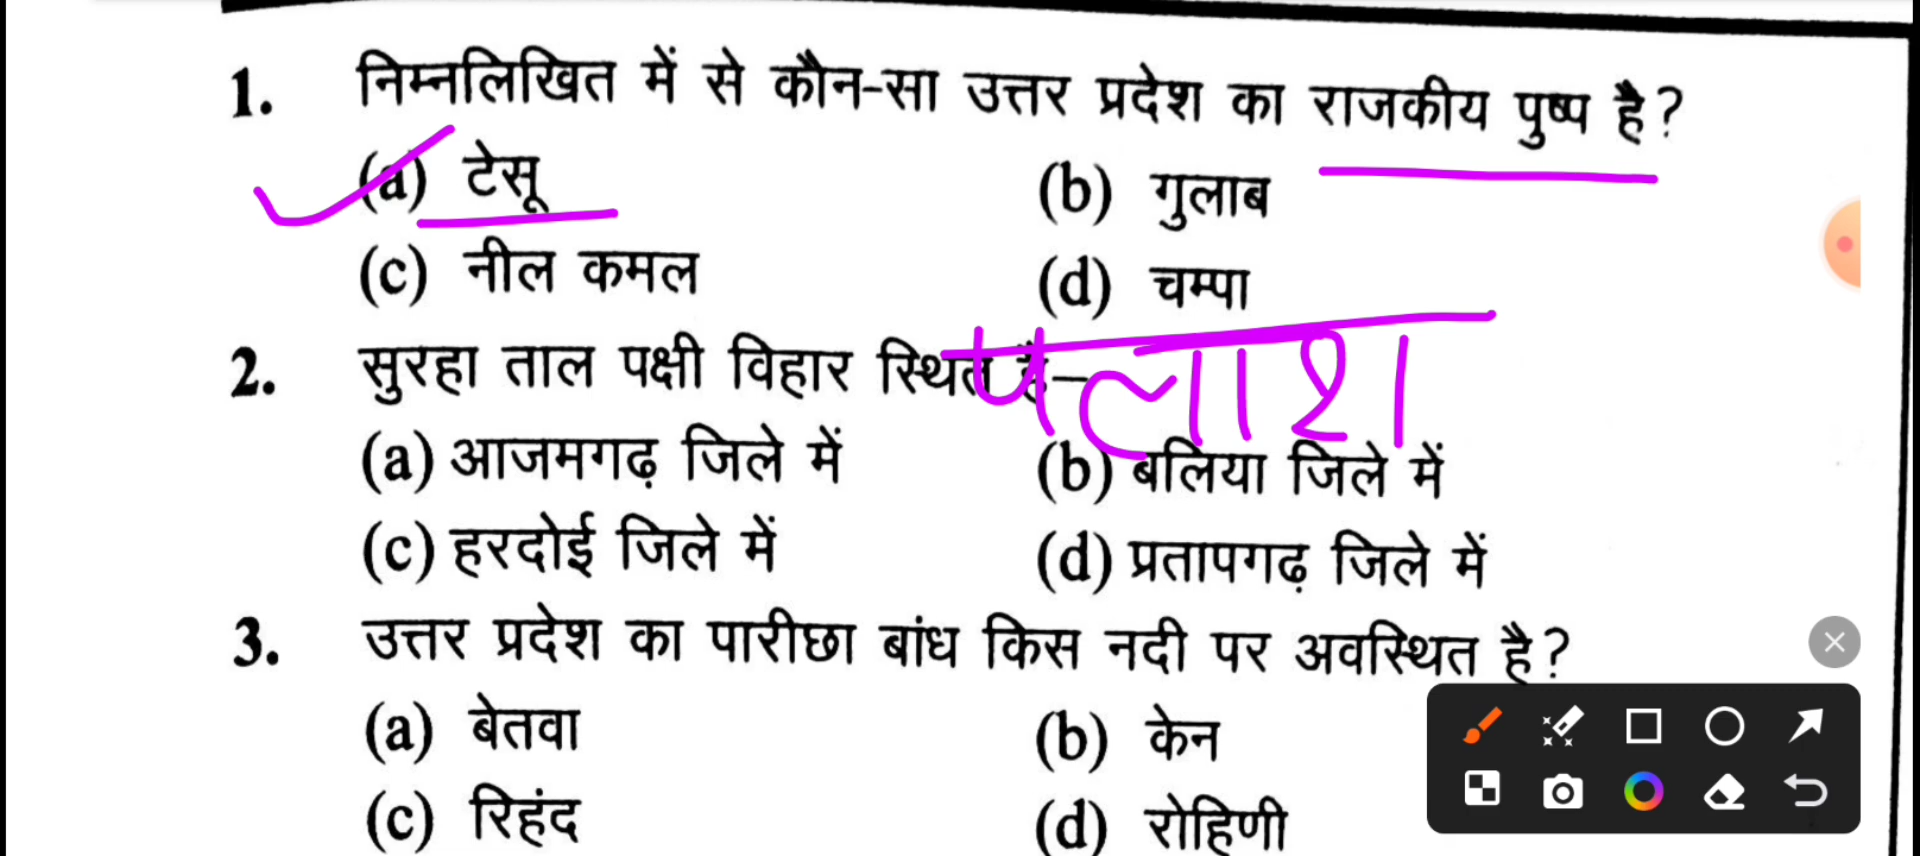 1. निम्नलिखित में से कौन-सा उत्तर प्रदेश का राजकीय पुष्प है?
(a) टेसू (b) गुलाब
(c) नील कमल (d) चम्पा
पलाश
2. सुरहा ताल पक्षी विहार स्थित है–
(a) आजमगढ़ जिले में (b) बलिया जिले में
(c) हरदोई जिले में (d) प्रतापगढ़ जिले में
3. उत्तर प्रदेश का पारीछा बांध किस नदी पर अवस्थित है?
(a) बेतवा (b) केन
(c) रिहंद (d) रोहिणी